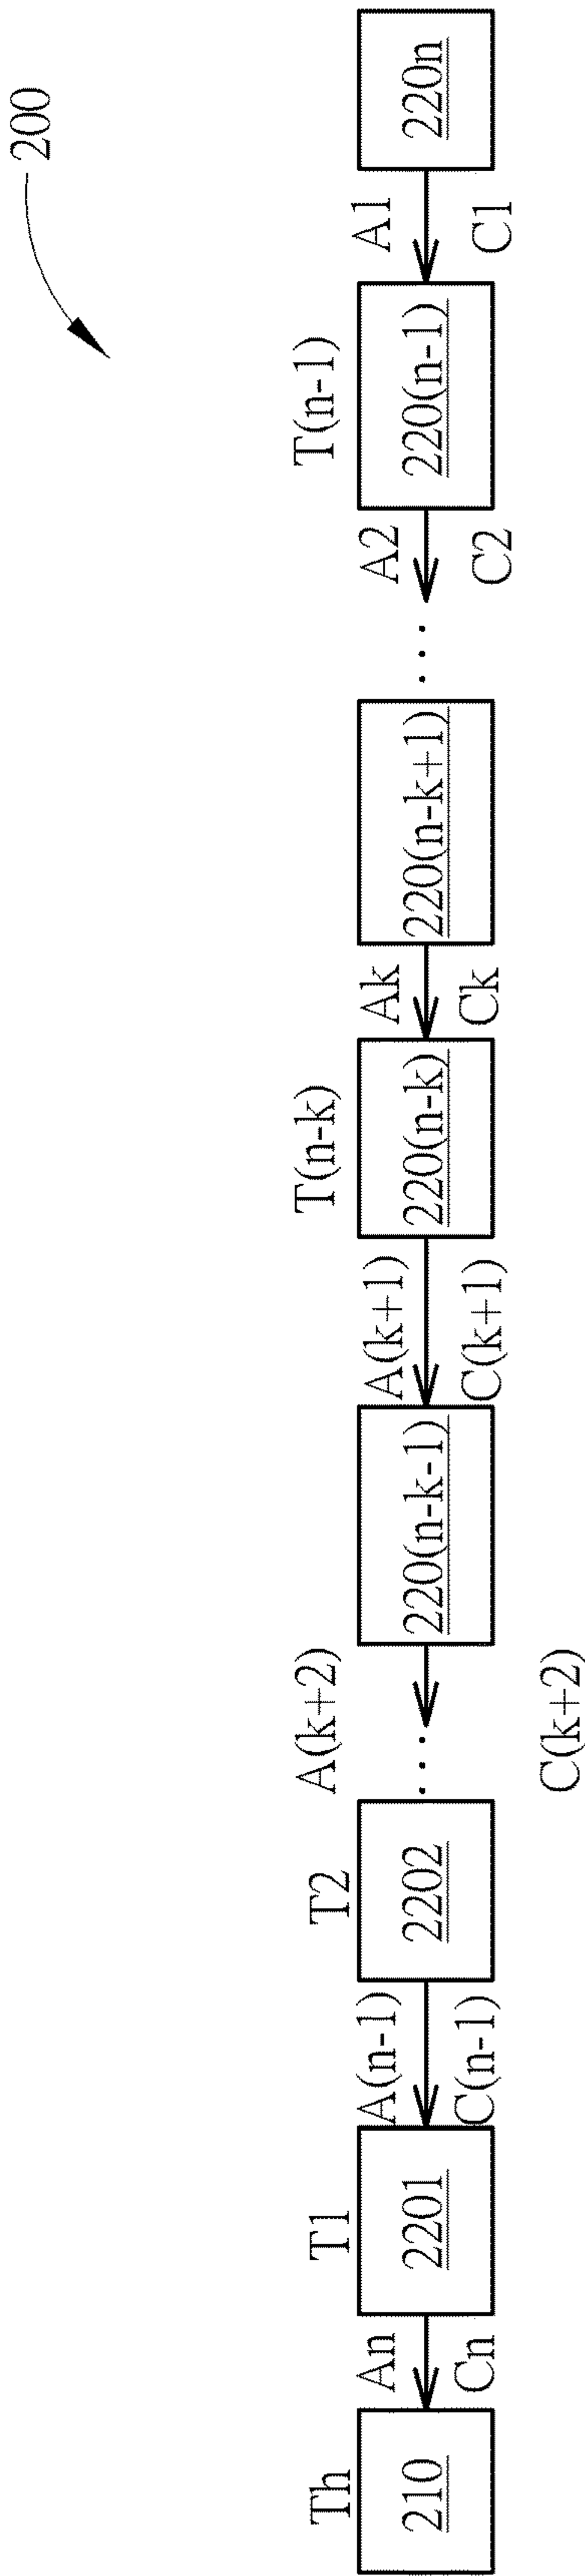 200
Th
T1
T2
T(n-k)
T(n-1)
An
A(n-1)
A(k+2)
A(k+1)
Ak
A2
A1
210
2201
2202
...
220(n-k-1)
220(n-k)
220(n-k+1)
...
220(n-1)
220n
Cn
C(n-1)
C(k+2)
C(k+1)
Ck
C2
C1